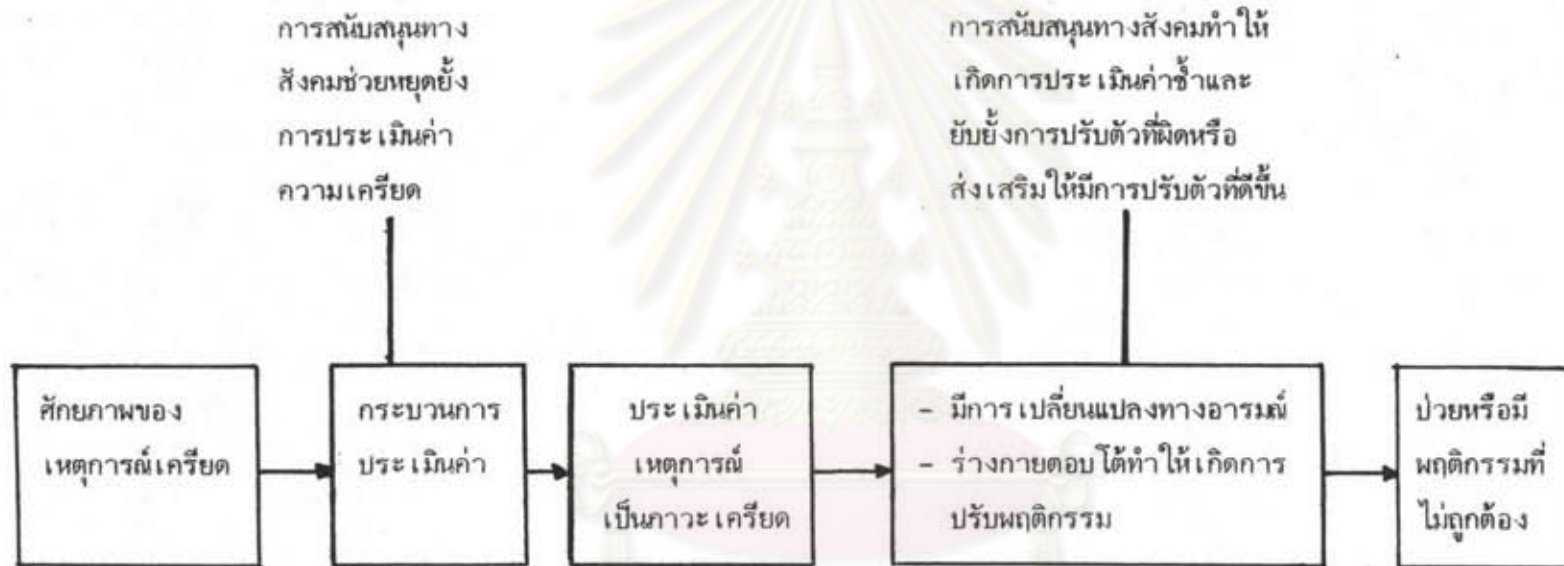 การสนับสนุนทาง
สังคมช่วยหยุดยั้ง
การประเมินค่า
ความเครียด
การสนับสนุนทางสังคมทำให้
เกิดการประเมินค่าซ้ำและ
ยับยั้งการปรับตัวที่ผิดหรือ
ส่งเสริมให้มีการปรับตัวที่ดีขึ้น
ศักยภาพของ
เหตุการณ์เครียด
กระบวนการ
ประเมินค่า
ประเมินค่า
เหตุการณ์
เป็นภาวะเครียด
- มีการเปลี่ยนแปลงทางอารมณ์
- ร่างกายตอบโต้ทำให้เกิดการ
ปรับพฤติกรรม
ป่วยหรือมี
พฤติกรรมที่
ไม่ถูกต้อง